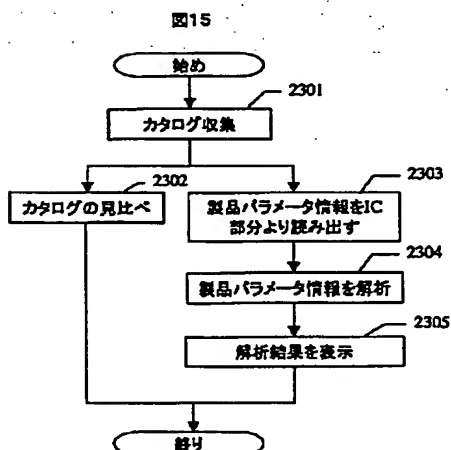 図15
始め
2301
カタログ収集
2302
カタログの見比べ
2303
製品パラメータ情報をIC
部分より読み出す
2304
製品パラメータ情報を解析
2305
解析結果を表示
終り